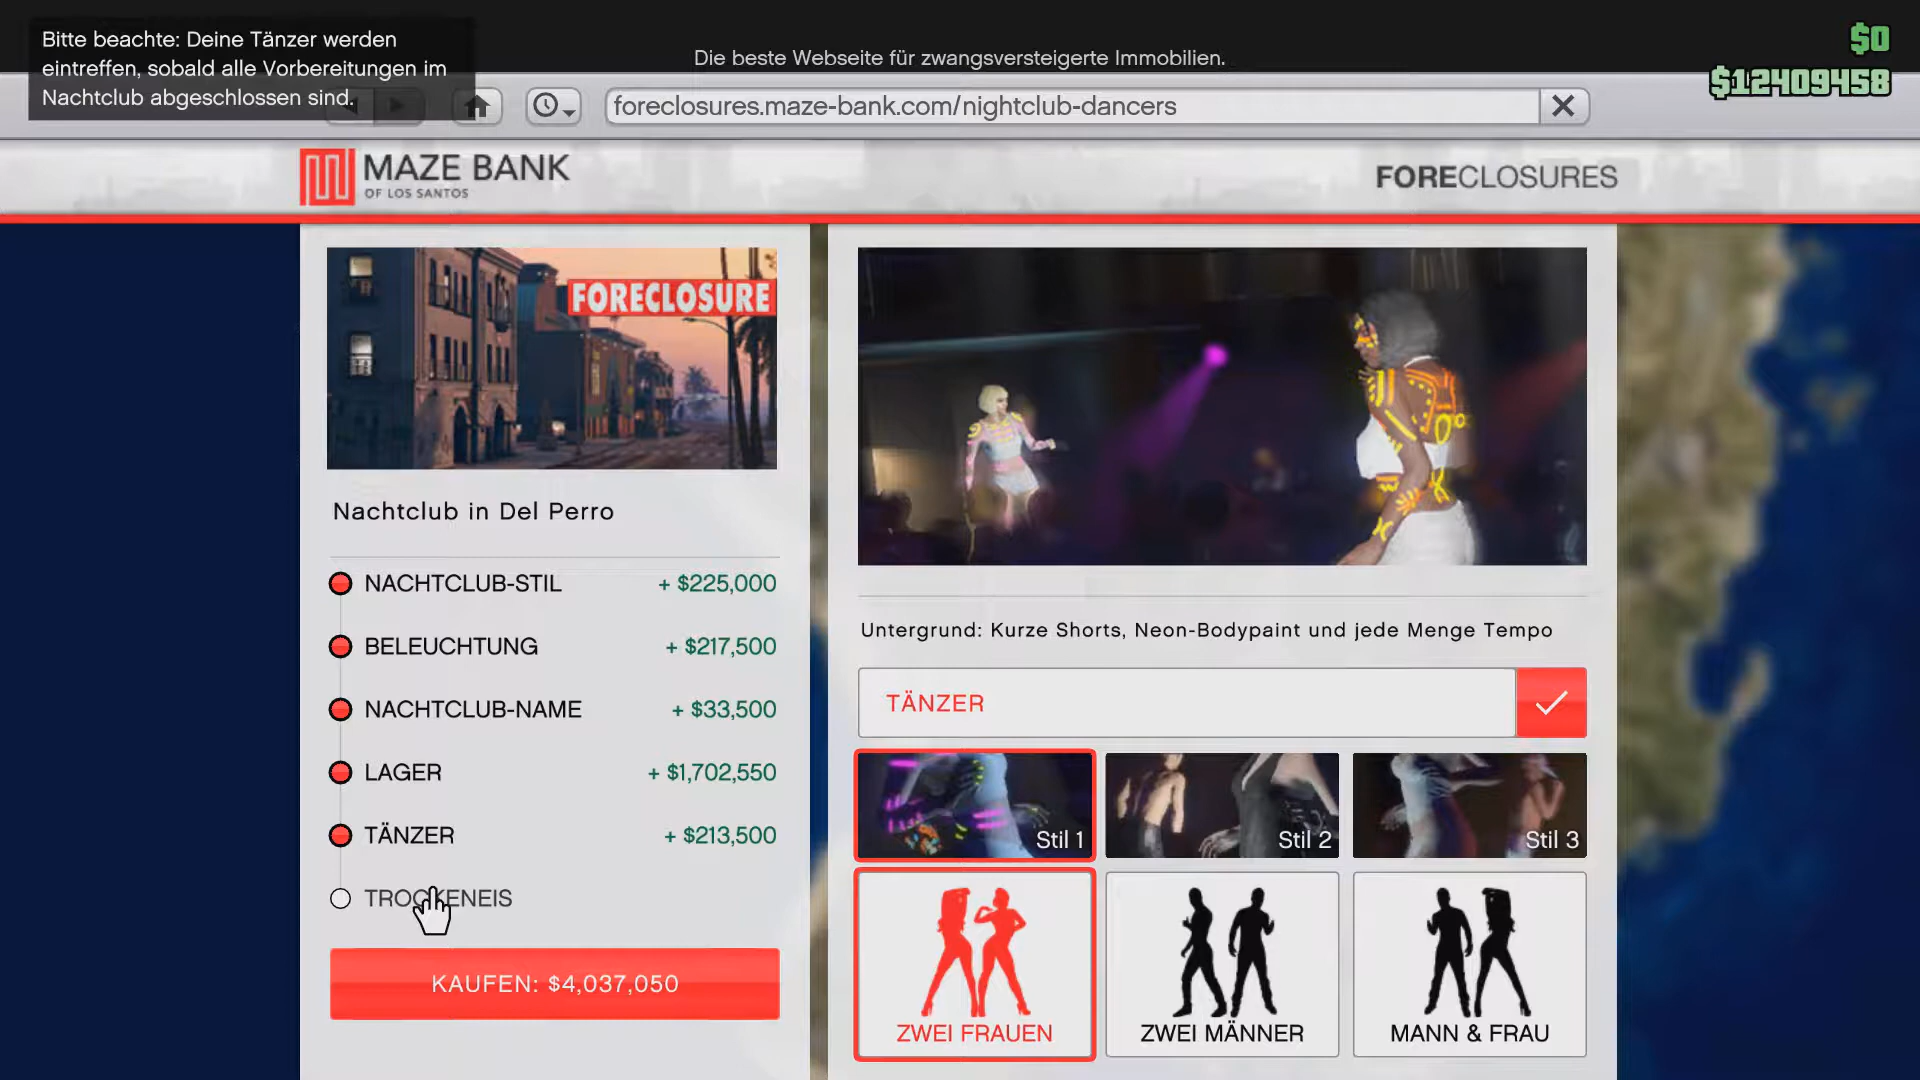 Bitte beachte: Deine Tänzer werden
eintreffen, sobald alle Vorbereitungen im
Nachtclub abgeschlossen sind.
Die beste Webseite für zwangsversteigerte Immobilien.
$0
$12409458
foreclosures.maze-bank.com/nightclub-dancers
MAZE BANK
OF LOS SANTOS
FORECLOSURES
FORECLOSURE
Nachtclub in Del Perro
NACHTCLUB-STIL + $225,000
BELEUCHTUNG + $217,500
NACHTCLUB-NAME + $33,500
LAGER + $1,702,550
TÄNZER + $213,500
TROCKENEIS
KAUFEN: $4,037,050
Untergrund: Kurze Shorts, Neon-Bodypaint und jede Menge Tempo
TÄNZER
Stil 1
Stil 2
Stil 3
ZWEI FRAUEN
ZWEI MÄNNER
MANN & FRAU